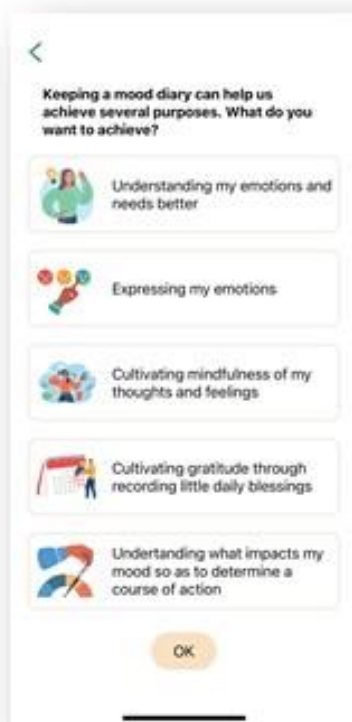 Keeping a mood diary can help us
achieve several purposes. What do you
want to achieve?
Understanding my emotions and
needs better
Expressing my emotions
Cultivating mindfulness of my
thoughts and feelings
Cultivating gratitude through
recording little daily blessings
Undertanding what impacts my
mood so as to determine a
course of action
OK